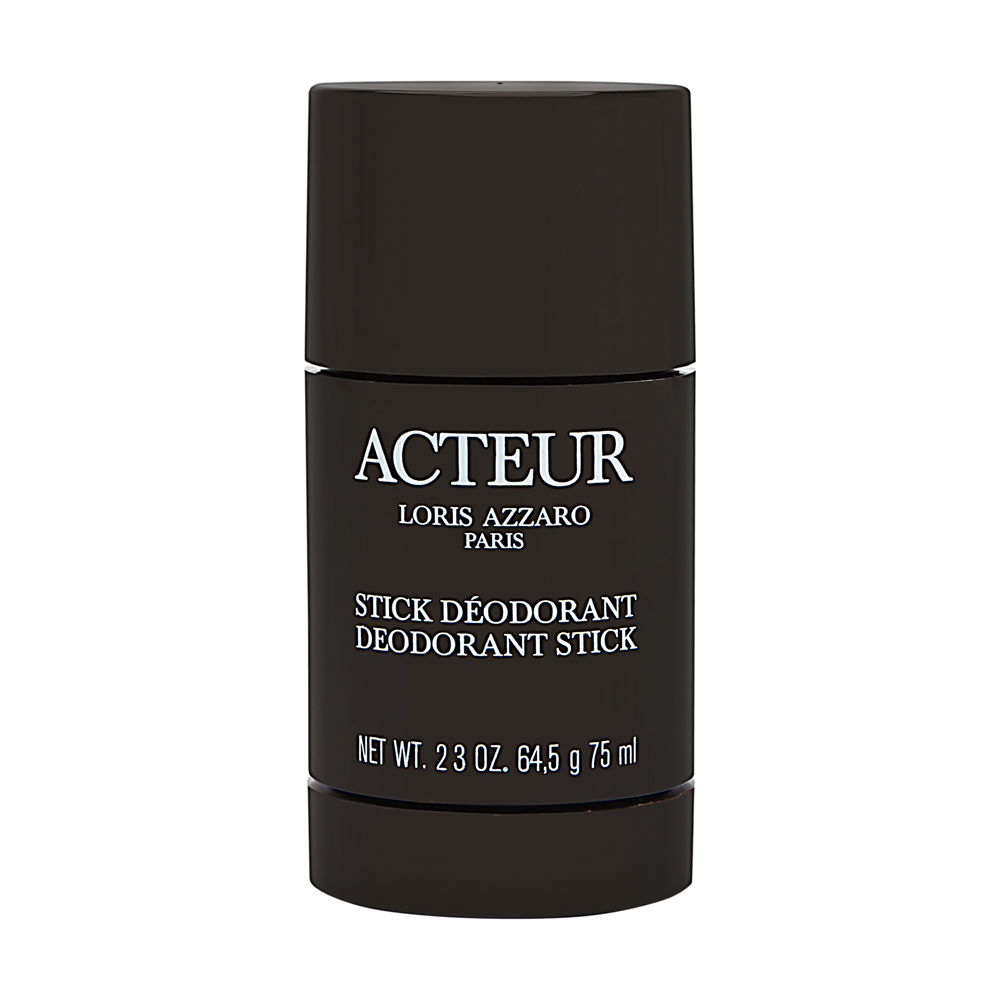 ACTEUR
LORIS AZZARO
PARIS
STICK DÉODORANT
DEODORANT STICK
NET WT. 2 3 OZ. 64,5 g 75 ml